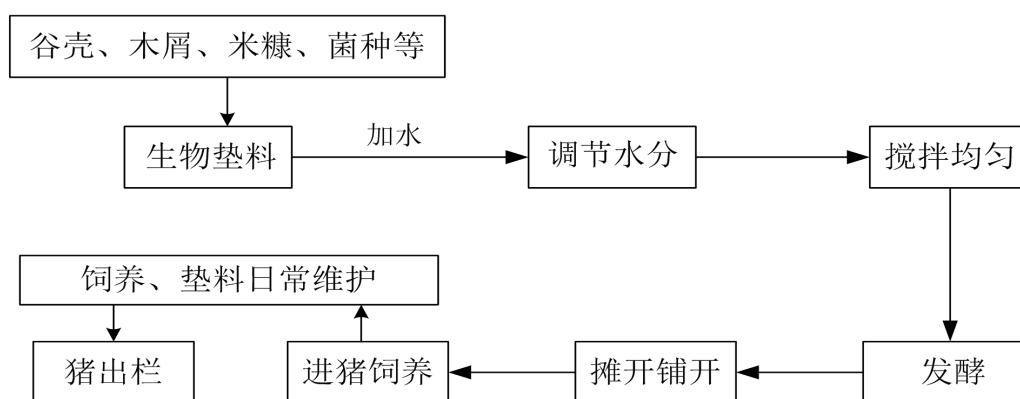 谷壳、木屑、米糠、菌种等
生物垫料
加水
调节水分
搅拌均匀
发酵
摊开铺开
进猪饲养
饲养、垫料日常维护
猪出栏